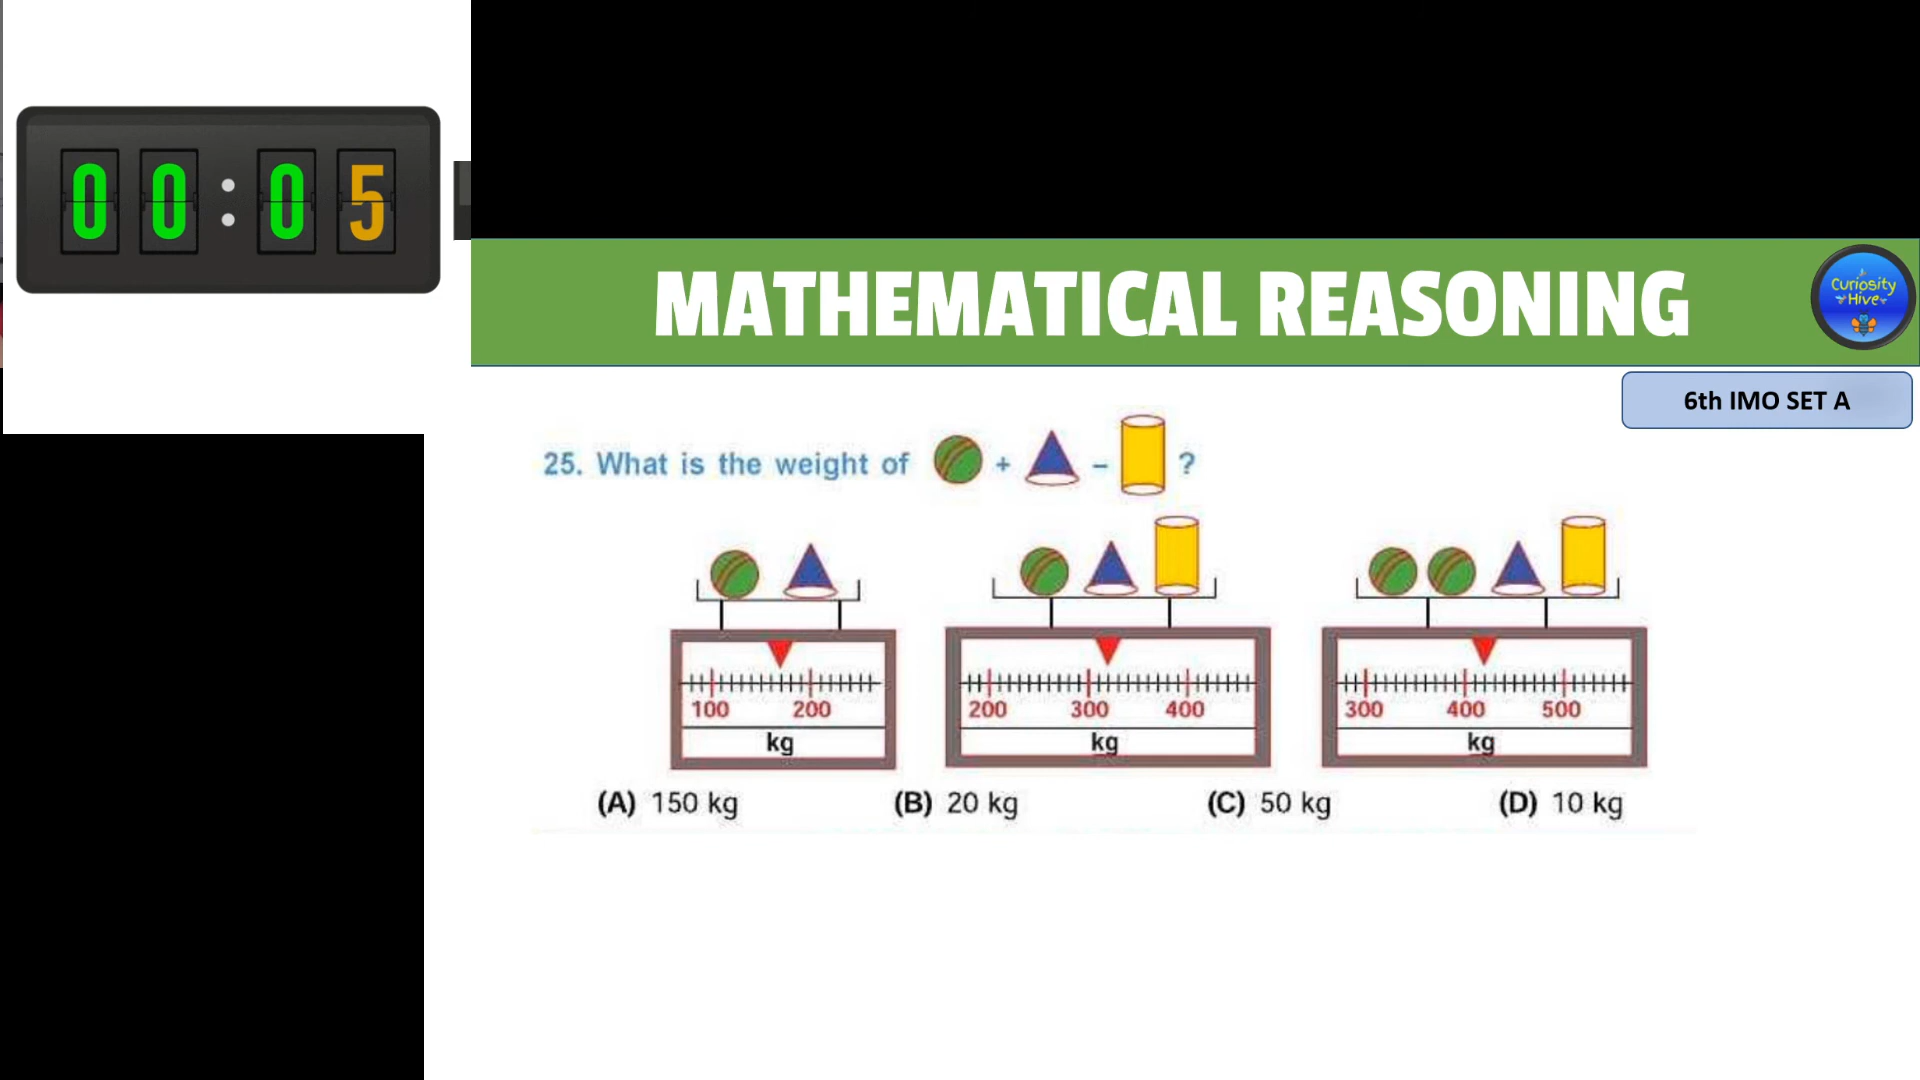 00:05
MATHEMATICAL REASONING
Curiosity
Hive
6th IMO SET A
25. What is the weight of + - ?
100 200
kg
200 300 400
kg
300 400 500
kg
(A) 150 kg (B) 20 kg (C) 50 kg (D) 10 kg